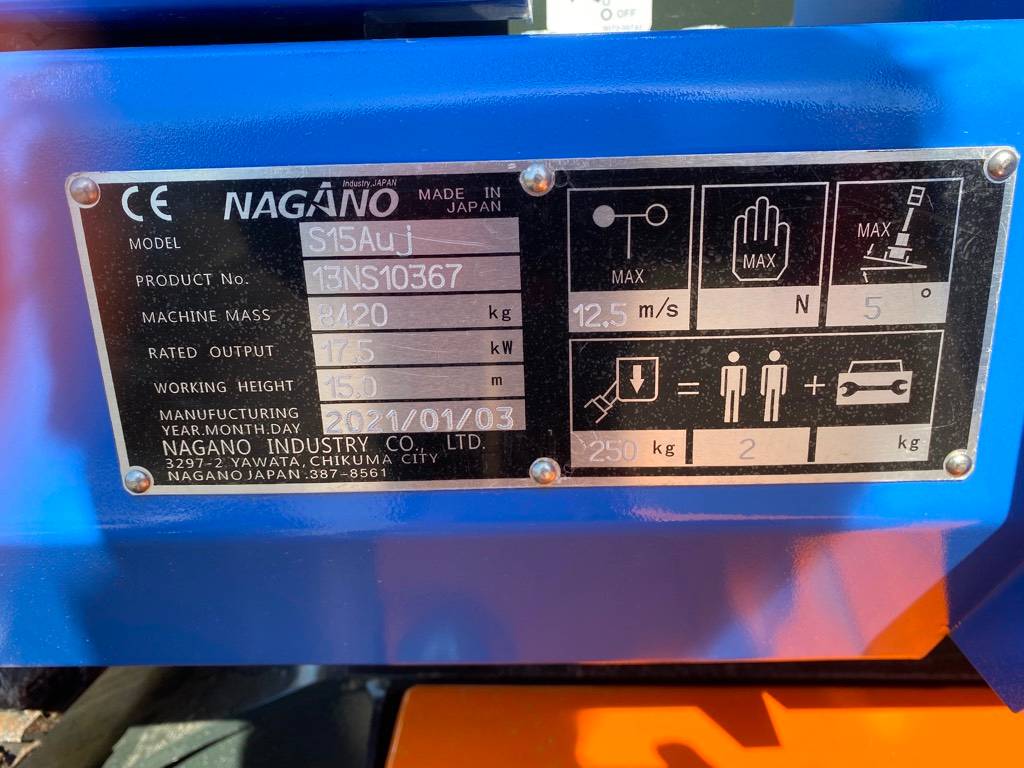 OFF
CE NAGANO Industry,JAPAN MADE IN JAPAN
MODEL S15Auj
PRODUCT No. 13NS10367
MACHINE MASS 8420 kg
RATED OUTPUT 17.5 kW
WORKING HEIGHT 15.0 m
MANUFUCTURING
YEAR.MONTH.DAY 2021/01/03
NAGANO INDUSTRY CO., LTD.
3297-2 YAWATA, CHIKUMA CITY
NAGANO JAPAN .387-8561
MAX
12.5 m/s
MAX
N
MAX
5 °
= +
250 kg 2 kg